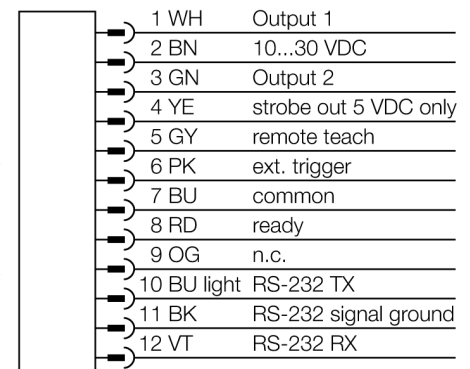 1 WH Output 1
2 BN 10...30 VDC
3 GN Output 2
4 YE strobe out 5 VDC only
5 GY remote teach
6 PK ext. trigger
7 BU common
8 RD ready
9 OG n.c.
10 BU light RS-232 TX
11 BK RS-232 signal ground
12 VT RS-232 RX